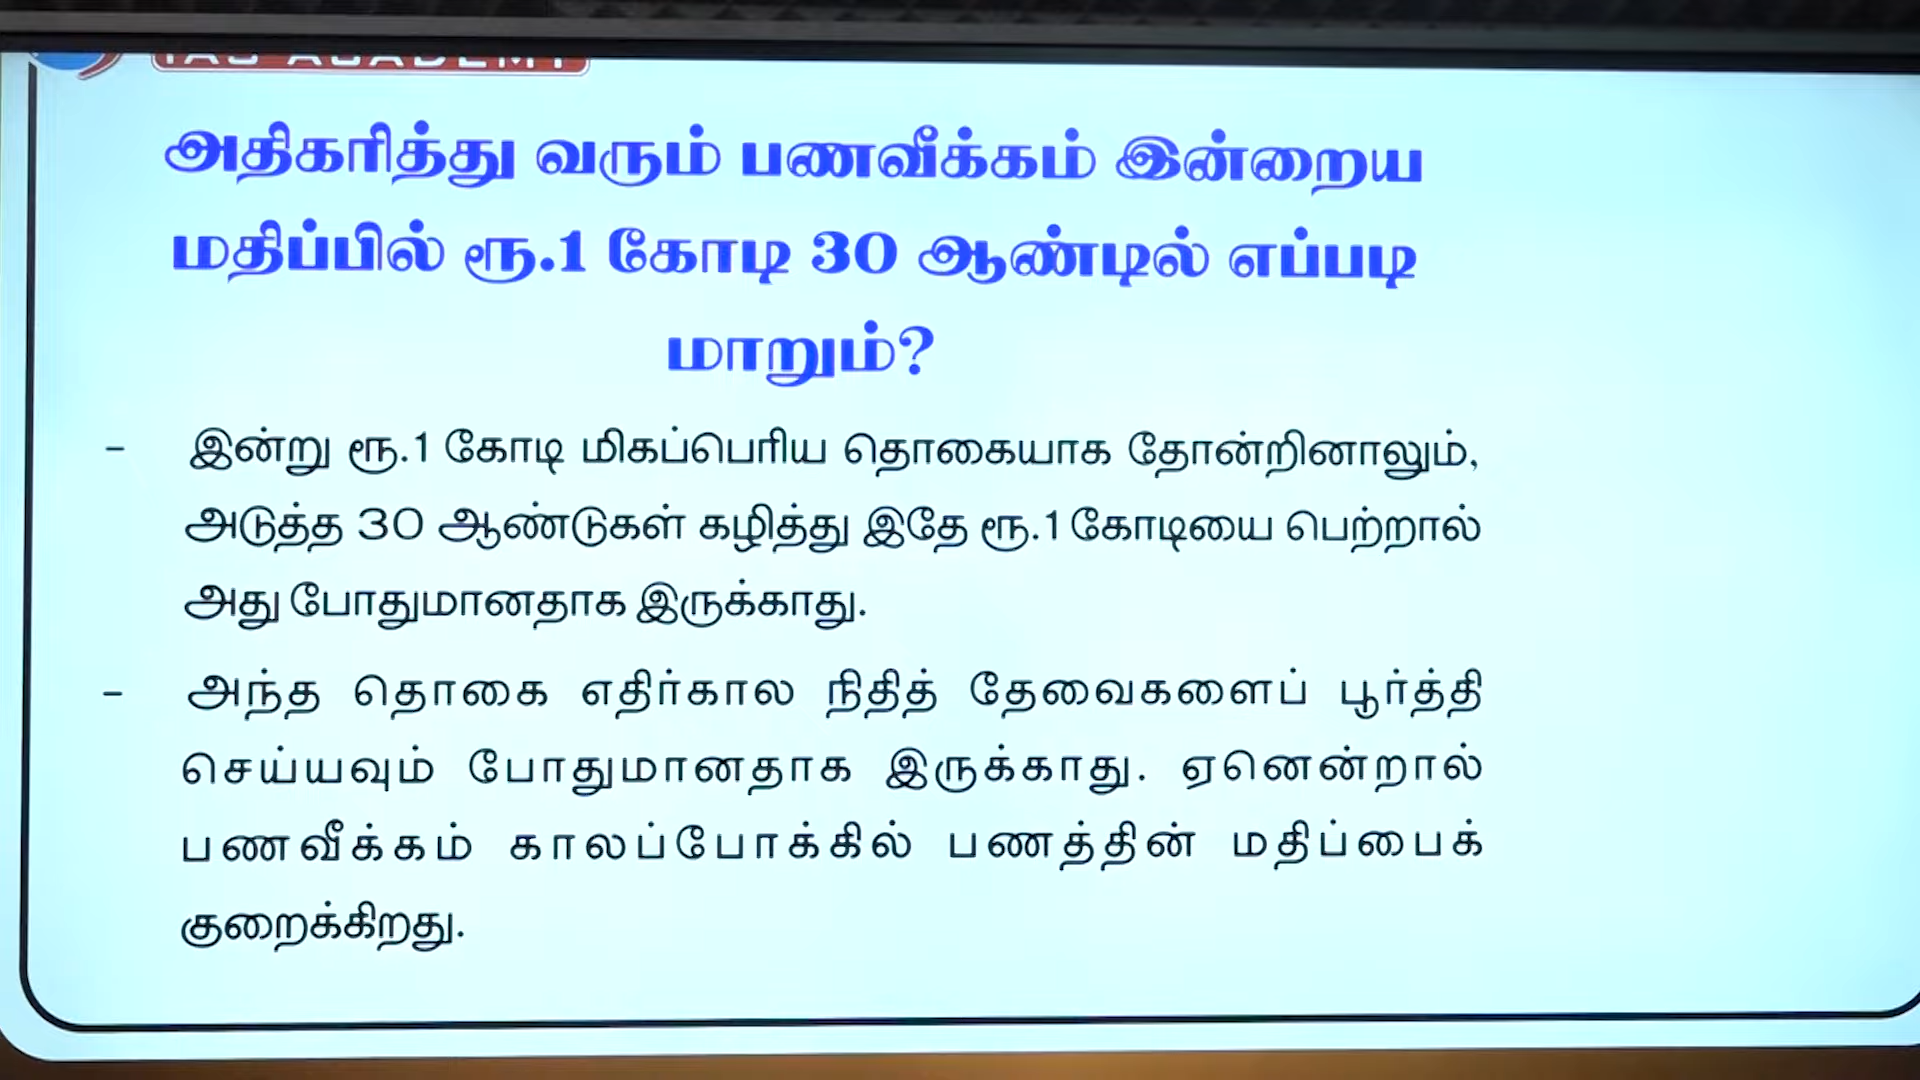 IAS ACADEMY
அதிகரித்து வரும் பணவீக்கம் இன்றைய
மதிப்பில் ரூ.1 கோடி 30 ஆண்டில் எப்படி
மாறும்?
- இன்று ரூ.1 கோடி மிகப்பெரிய தொகையாக தோன்றினாலும்,
அடுத்த 30 ஆண்டுகள் கழித்து இதே ரூ.1 கோடியை பெற்றால்
அது போதுமானதாக இருக்காது.
- அந்த தொகை எதிர்கால நிதித் தேவைகளைப் பூர்த்தி
செய்யவும் போதுமானதாக இருக்காது. ஏனென்றால்
பணவீக்கம் காலப்போக்கில் பணத்தின் மதிப்பைக்
குறைக்கிறது.